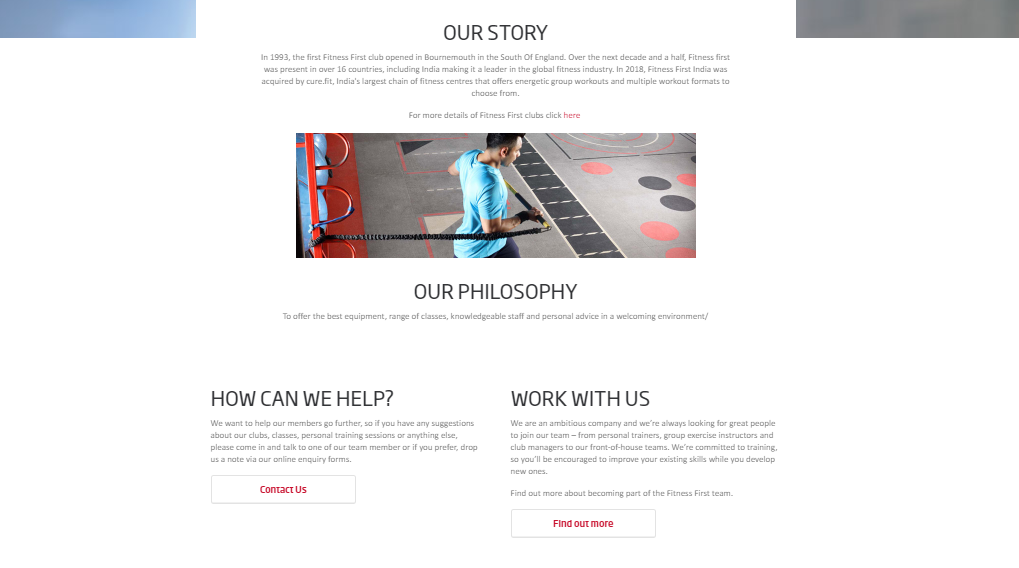 OUR STORY
In 1993, the first Fitness First club opened in Bournemouth in the South Of England. Over the next decade and a half, Fitness first
was present in over 16 countries, including India making it a leader in the global fitness industry. In 2018, Fitness First India was
acquired by cure.fit, India's largest chain of fitness centres that offers energetic group workouts and multiple workout formats to
choose from.
For more details of Fitness First clubs click here
OUR PHILOSOPHY
To offer the best equipment, range of classes, knowledgeable staff and personal advice in a welcoming environment/
HOW CAN WE HELP?
We want to help our members go further, so if you have any suggestions
about our clubs, classes, personal training sessions or anything else,
please come in and talk to one of our team member or if you prefer, drop
us a note via our online enquiry forms.
Contact Us
WORK WITH US
We are an ambitious company and we're always looking for great people
to join our team – from personal trainers, group exercise instructors and
club managers to our front-of-house teams. We're committed to training,
so you'll be encouraged to improve your existing skills while you develop
new ones.
Find out more about becoming part of the Fitness First team.
Find out more